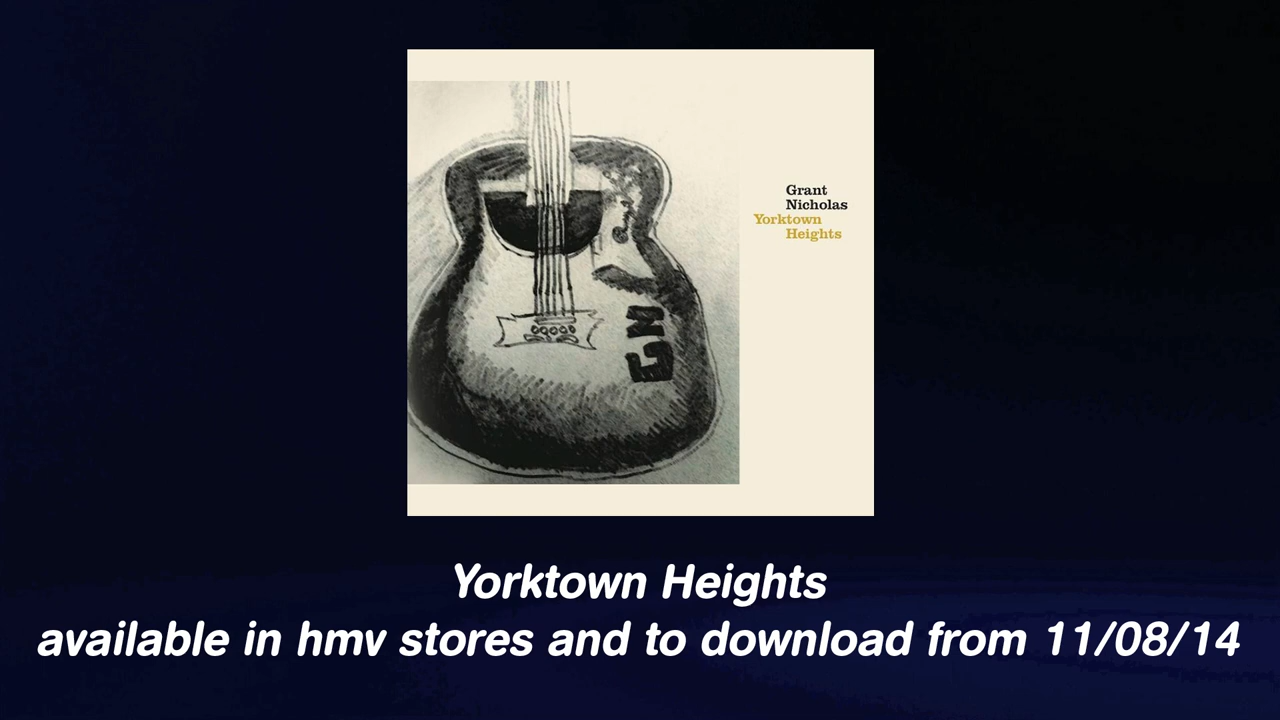 Grant
Nicholas
Yorktown
Heights
GN
Yorktown Heights
available in hmv stores and to download from 11/08/14